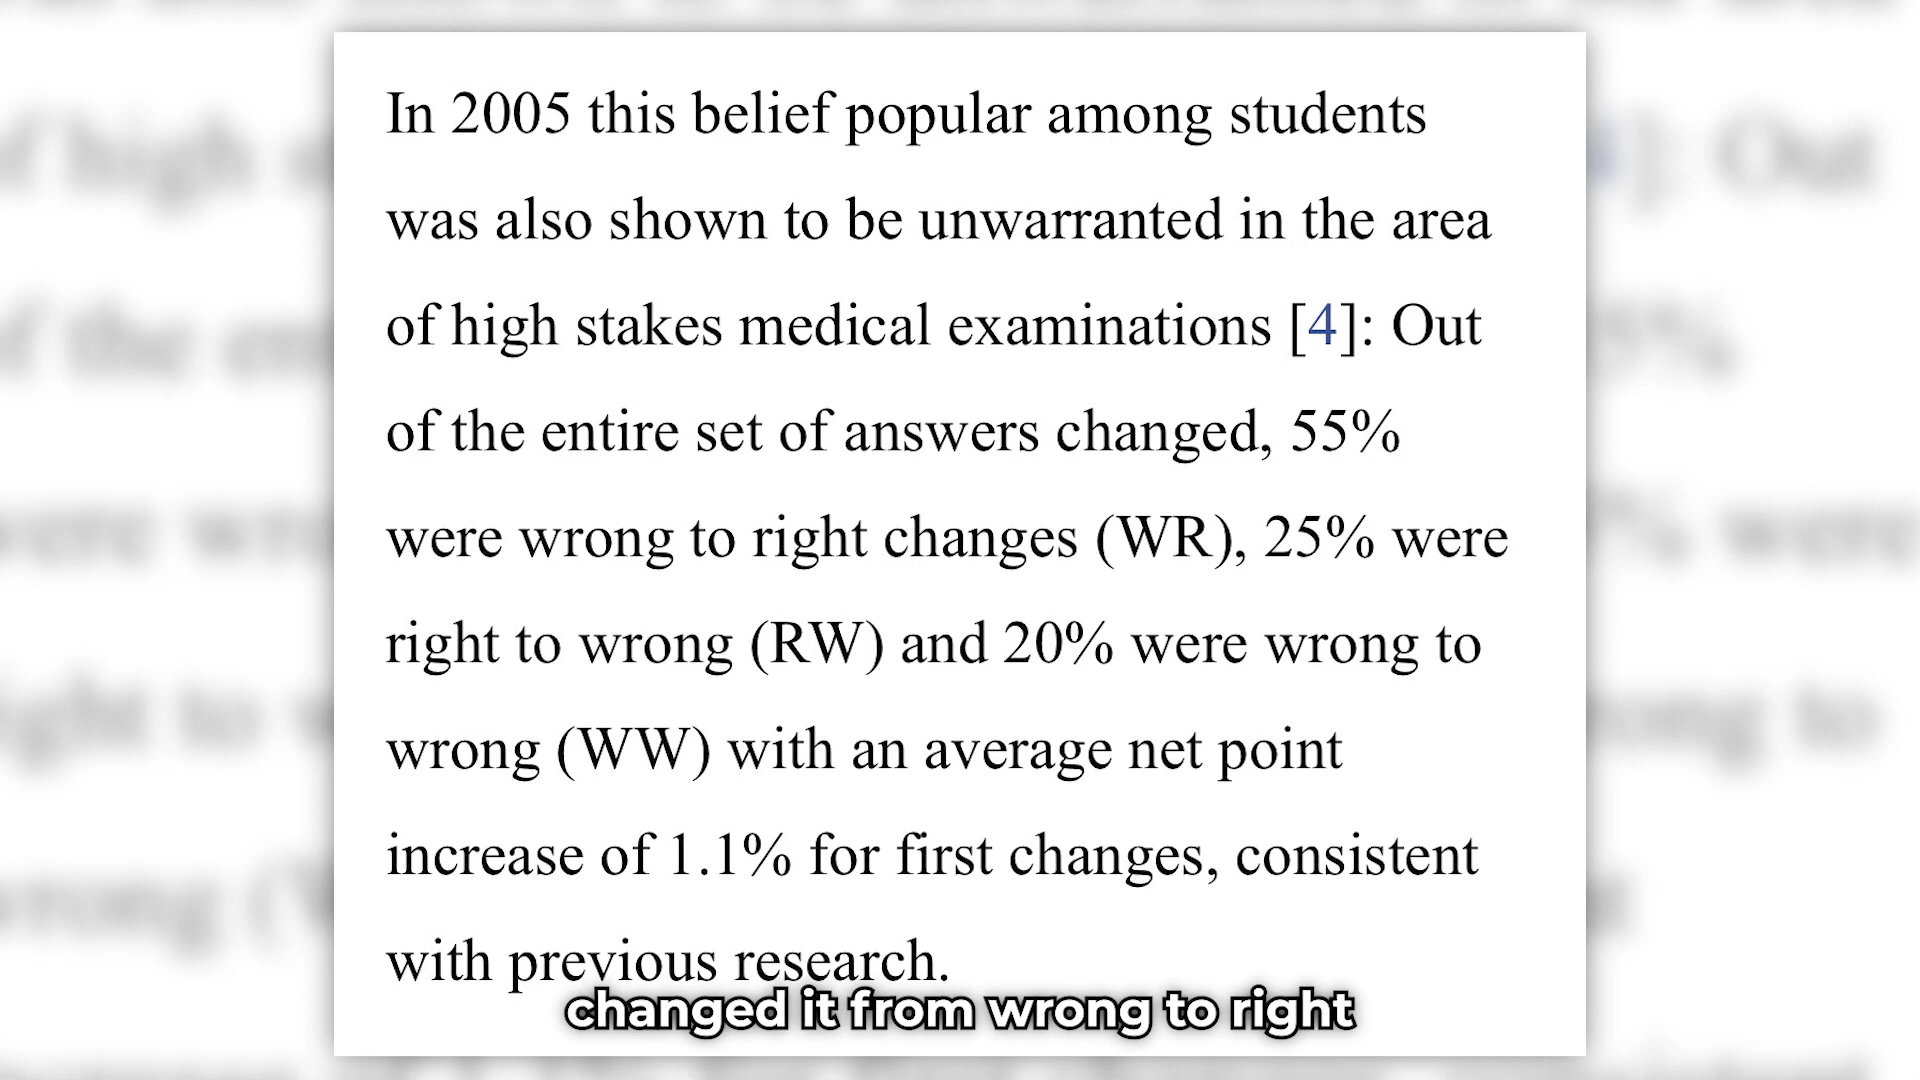 In 2005 this belief popular among students
was also shown to be unwarranted in the area
of high stakes medical examinations [4]: Out
of the entire set of answers changed, 55%
were wrong to right changes (WR), 25% were
right to wrong (RW) and 20% were wrong to
wrong (WW) with an average net point
increase of 1.1% for first changes, consistent
with previous research.
changed it from wrong to right